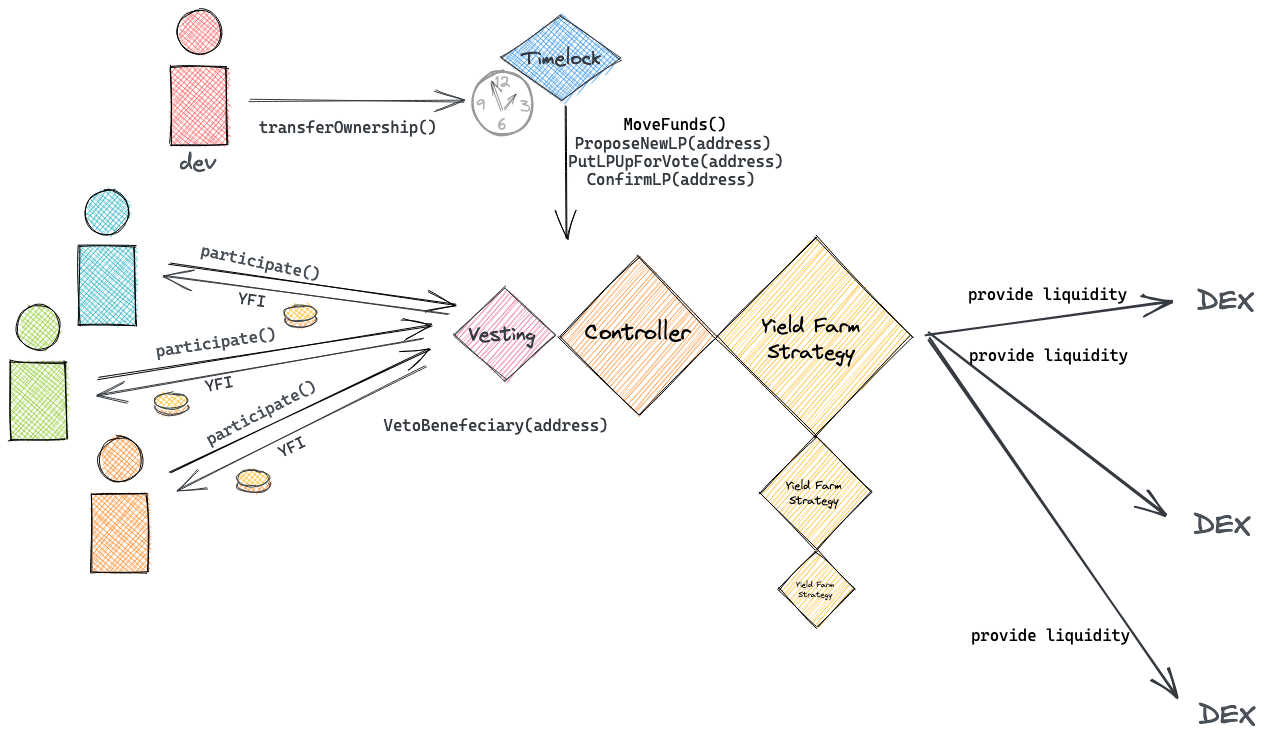 Timelock
12
9
3
6
transferOwnership()
dev
MoveFunds()
ProposeNewLP(address)
PutLPUpForVote(address)
ConfirmLP(address)
participate()
YFI
participate()
YFI
participate()
YFI
VetoBenefeciary(address)
Vesting
Controller
Yield Farm
Strategy
Yield Farm
Strategy
Yield Farm
Strategy
provide liquidity
DEX
provide liquidity
DEX
provide liquidity
DEX